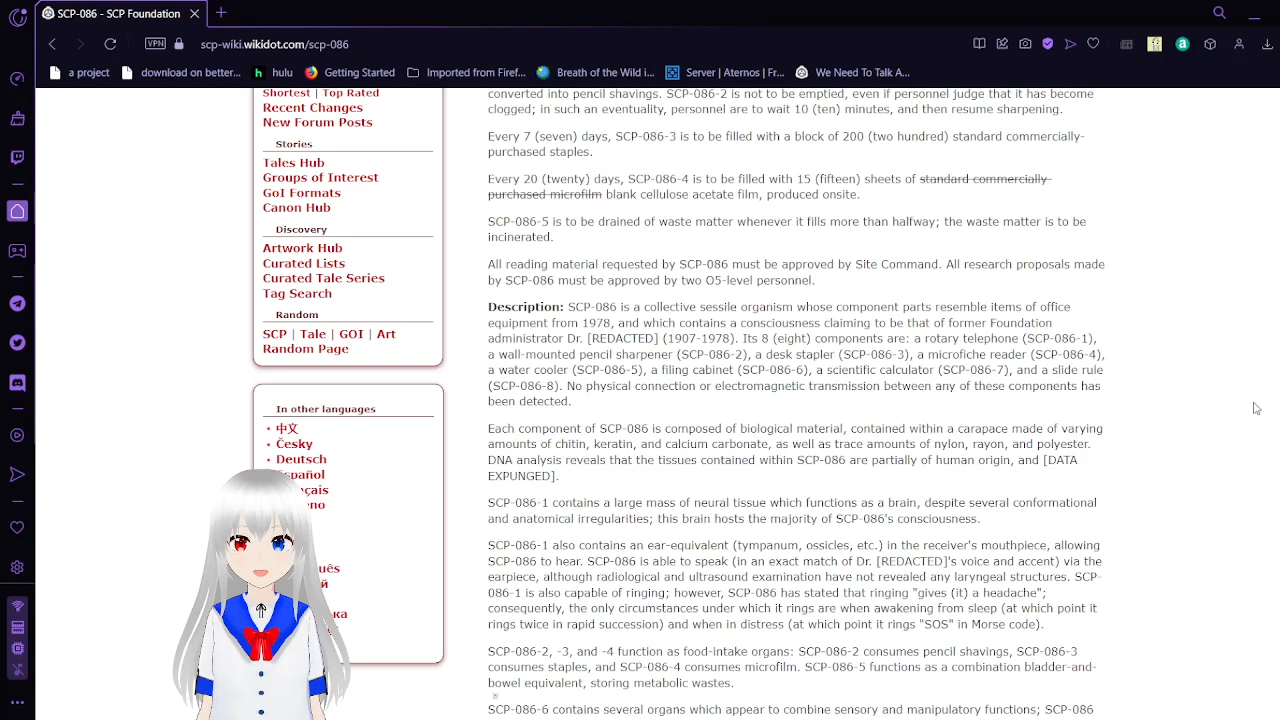 SCP-086 - SCP Foundation
VPN
scp-wiki.wikidot.com/scp-086
a project
download on better...
hulu
Getting Started
Imported from Firef...
Breath of the Wild i...
Server | Aternos | Fr...
We Need To Talk A...
Shortest | Top Rated
Recent Changes
New Forum Posts
Stories
Tales Hub
Groups of Interest
GoI Formats
Canon Hub
Discovery
Artwork Hub
Curated Lists
Curated Tale Series
Tag Search
Random
SCP | Tale | GOI | Art
Random Page
In other languages
中文
Česky
Deutsch
Español
çais
no
uês
й
ька
converted into pencil shavings. SCP-086-2 is not to be emptied, even if personnel judge that it has become
clogged; in such an eventuality, personnel are to wait 10 (ten) minutes, and then resume sharpening.
Every 7 (seven) days, SCP-086-3 is to be filled with a block of 200 (two hundred) standard commercially-
purchased staples.
Every 20 (twenty) days, SCP-086-4 is to be filled with 15 (fifteen) sheets of standard commercially
purchased microfilm blank cellulose acetate film, produced onsite.
SCP-086-5 is to be drained of waste matter whenever it fills more than halfway; the waste matter is to be
incinerated.
All reading material requested by SCP-086 must be approved by Site Command. All research proposals made
by SCP-086 must be approved by two O5-level personnel.
Description: SCP-086 is a collective sessile organism whose component parts resemble items of office
equipment from 1978, and which contains a consciousness claiming to be that of former Foundation
administrator Dr. [REDACTED] (1907-1978). Its 8 (eight) components are: a rotary telephone (SCP-086-1),
a wall-mounted pencil sharpener (SCP-086-2), a desk stapler (SCP-086-3), a microfiche reader (SCP-086-4),
a water cooler (SCP-086-5), a filing cabinet (SCP-086-6), a scientific calculator (SCP-086-7), and a slide rule
(SCP-086-8). No physical connection or electromagnetic transmission between any of these components has
been detected.
Each component of SCP-086 is composed of biological material, contained within a carapace made of varying
amounts of chitin, keratin, and calcium carbonate, as well as trace amounts of nylon, rayon, and polyester.
DNA analysis reveals that the tissues contained within SCP-086 are partially of human origin, and [DATA
EXPUNGED].
SCP-086-1 contains a large mass of neural tissue which functions as a brain, despite several conformational
and anatomical irregularities; this brain hosts the majority of SCP-086's consciousness.
SCP-086-1 also contains an ear-equivalent (tympanum, ossicles, etc.) in the receiver's mouthpiece, allowing
SCP-086 to hear. SCP-086 is able to speak (in an exact match of Dr. [REDACTED]'s voice and accent) via the
earpiece, although radiological and ultrasound examination have not revealed any laryngeal structures. SCP-
086-1 is also capable of ringing; however, SCP-086 has stated that ringing "gives (it) a headache";
consequently, the only circumstances under which it rings are when awakening from sleep (at which point it
rings twice in rapid succession) and when in distress (at which point it rings "SOS" in Morse code).
SCP-086-2, -3, and -4 function as food-intake organs: SCP-086-2 consumes pencil shavings, SCP-086-3
consumes staples, and SCP-086-4 consumes microfilm. SCP-086-5 functions as a combination bladder-and-
bowel equivalent, storing metabolic wastes.
SCP-086-6 contains several organs which appear to combine sensory and manipulatory functions; SCP-086